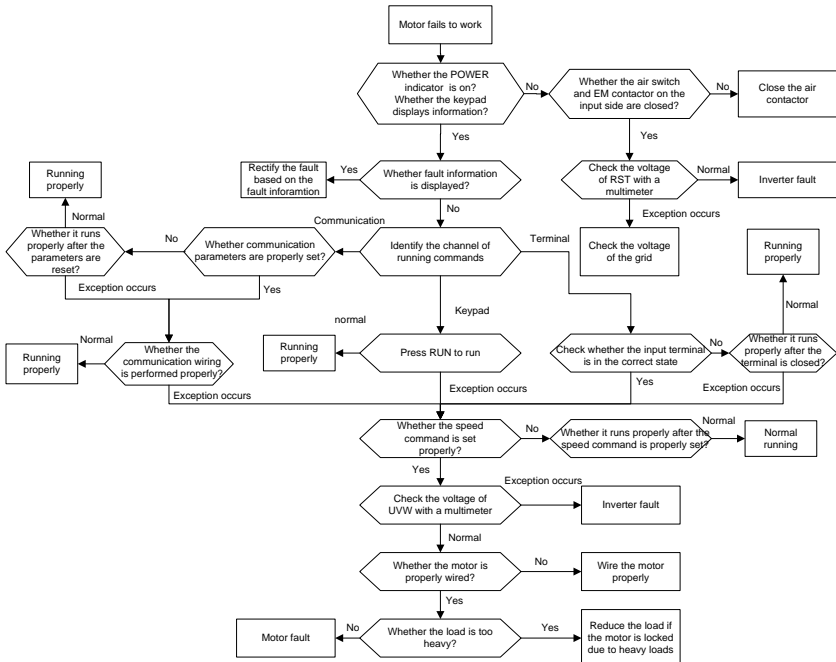 Motor fails to work
Whether the POWER
indicator is on?
Whether the keypad
displays information?
No
Whether the air switch
and EM contactor on the
input side are closed?
No
Close the air
contactor
Yes
Yes
Rectify the fault
based on the
fault inforamtion
Yes
Whether fault information
is displayed?
Check the voltage
of RST with a
multimeter
Normal
Inverter fault
Running
properly
Normal
No
Exception occurs
Communication
Whether it runs
properly after the
parameters are
reset?
No
Whether communication
parameters are properly set?
Identify the channel of
running commands
Terminal
Check the voltage
of the grid
Running
properly
Exception occurs
Yes
Keypad
Normal
Running
properly
Normal
Whether the
communication wiring
is performed properly?
normal
Running
properly
Press RUN to run
Check whether the input terminal
is in the correct state
No
Whether it runs
properly after the
terminal is closed?
Exception occurs
Exception occurs
Yes
Exception occurs
Whether the speed
command is set
properly?
No
Whether it runs properly after the
speed command is properly set?
Normal
Normal
running
Yes
Exception occurs
Check the voltage of
UVW with a multimeter
Inverter fault
Normal
Whether the motor is
properly wired?
No
Wire the motor
properly
Yes
Motor fault
No
Whether the load is too
heavy?
Yes
Reduce the load if
the motor is locked
due to heavy loads